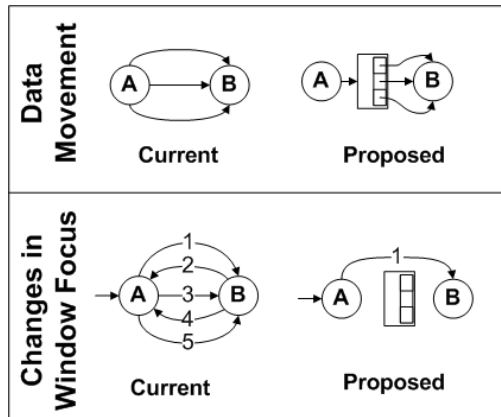 Data
Movement
A
B
A
B
Current
Proposed
Changes in
Window Focus
1
2
A
3
B
4
5
1
A
B
Current
Proposed